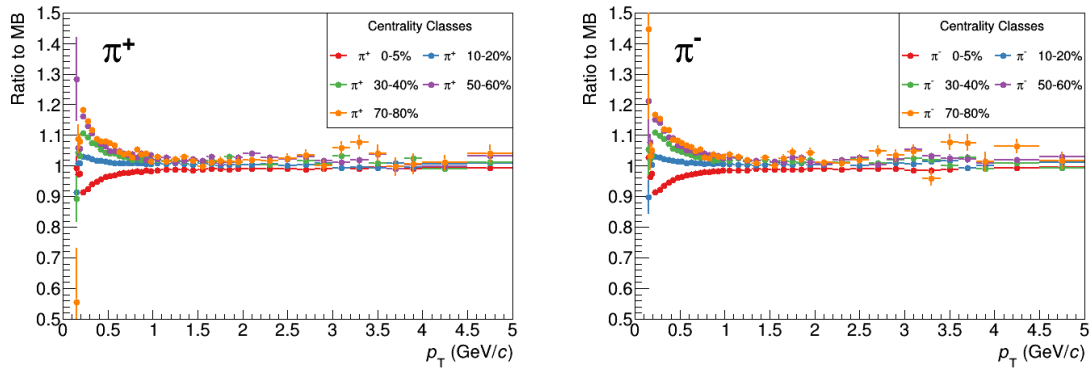 Ratio to MB
1.5
1.4
1.3
1.2
1.1
1
0.9
0.8
0.7
0.6
0.5
π+
Centrality Classes
π+ 0-5% π+ 10-20%
π+ 30-40% π+ 50-60%
π+ 70-80%
0 0.5 1 1.5 2 2.5 3 3.5 4 4.5 5
pT (GeV/c)
Ratio to MB
1.5
1.4
1.3
1.2
1.1
1
0.9
0.8
0.7
0.6
0.5
π-
Centrality Classes
π- 0-5% π- 10-20%
π- 30-40% π- 50-60%
π- 70-80%
0 0.5 1 1.5 2 2.5 3 3.5 4 4.5 5
pT (GeV/c)